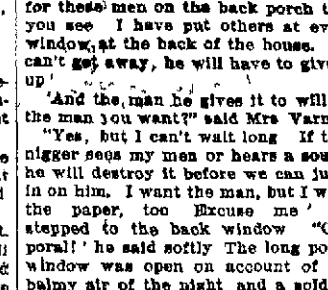 for these men on the back porch t
you see I have put others at ev
window, at the back of the house.
can't get away, he will have to give
up'
'And the man he gives it to will
the man you want?" said Mrs Varn
"Yes, but I can't wait long If t
nigger sees my men or hears a sou
he will destroy it before we can ju
in on him. I want the man, but I w
the paper, too Excuse me '
stepped to the back window "C
poral!' he said softly The long po
window was open on account of
balmy air of the night and a sold